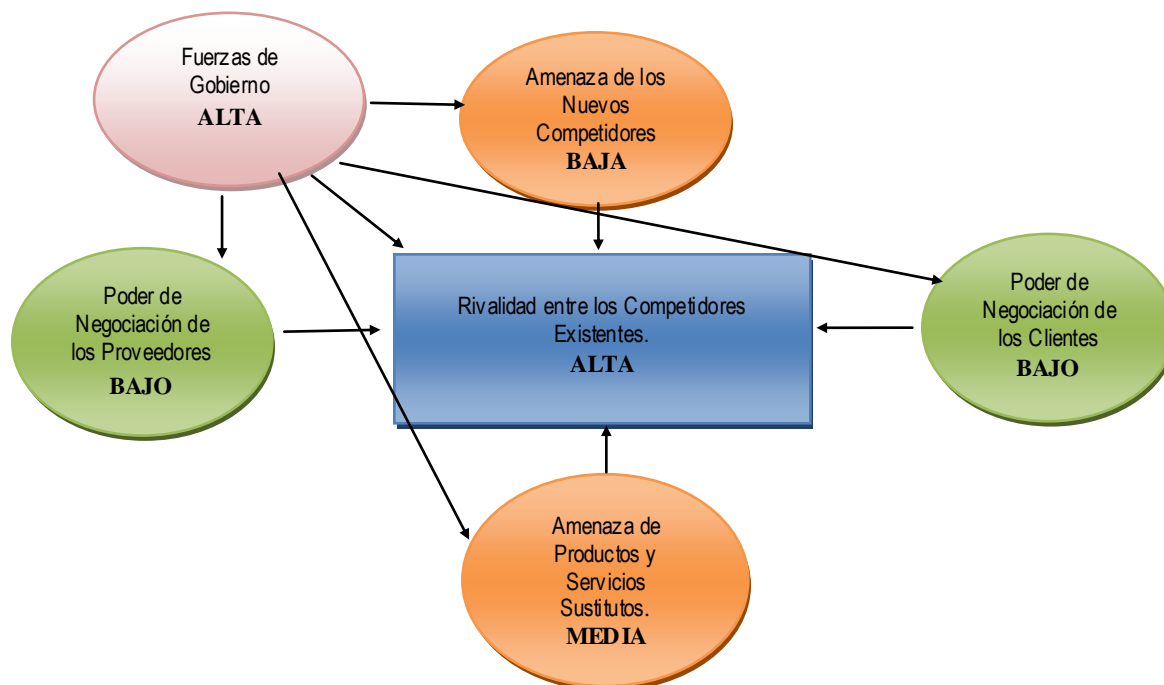 Fuerzas de
Gobierno
ALTA
Amenaza de los
Nuevos
Competidores
BAJA
Poder de
Negociación de
los Proveedores
BAJO
Rivalidad entre los Competidores
Existentes.
ALTA
Poder de
Negociación de
los Clientes
BAJO
Amenaza de
Productos y
Servicios
Sustitutos.
MEDIA